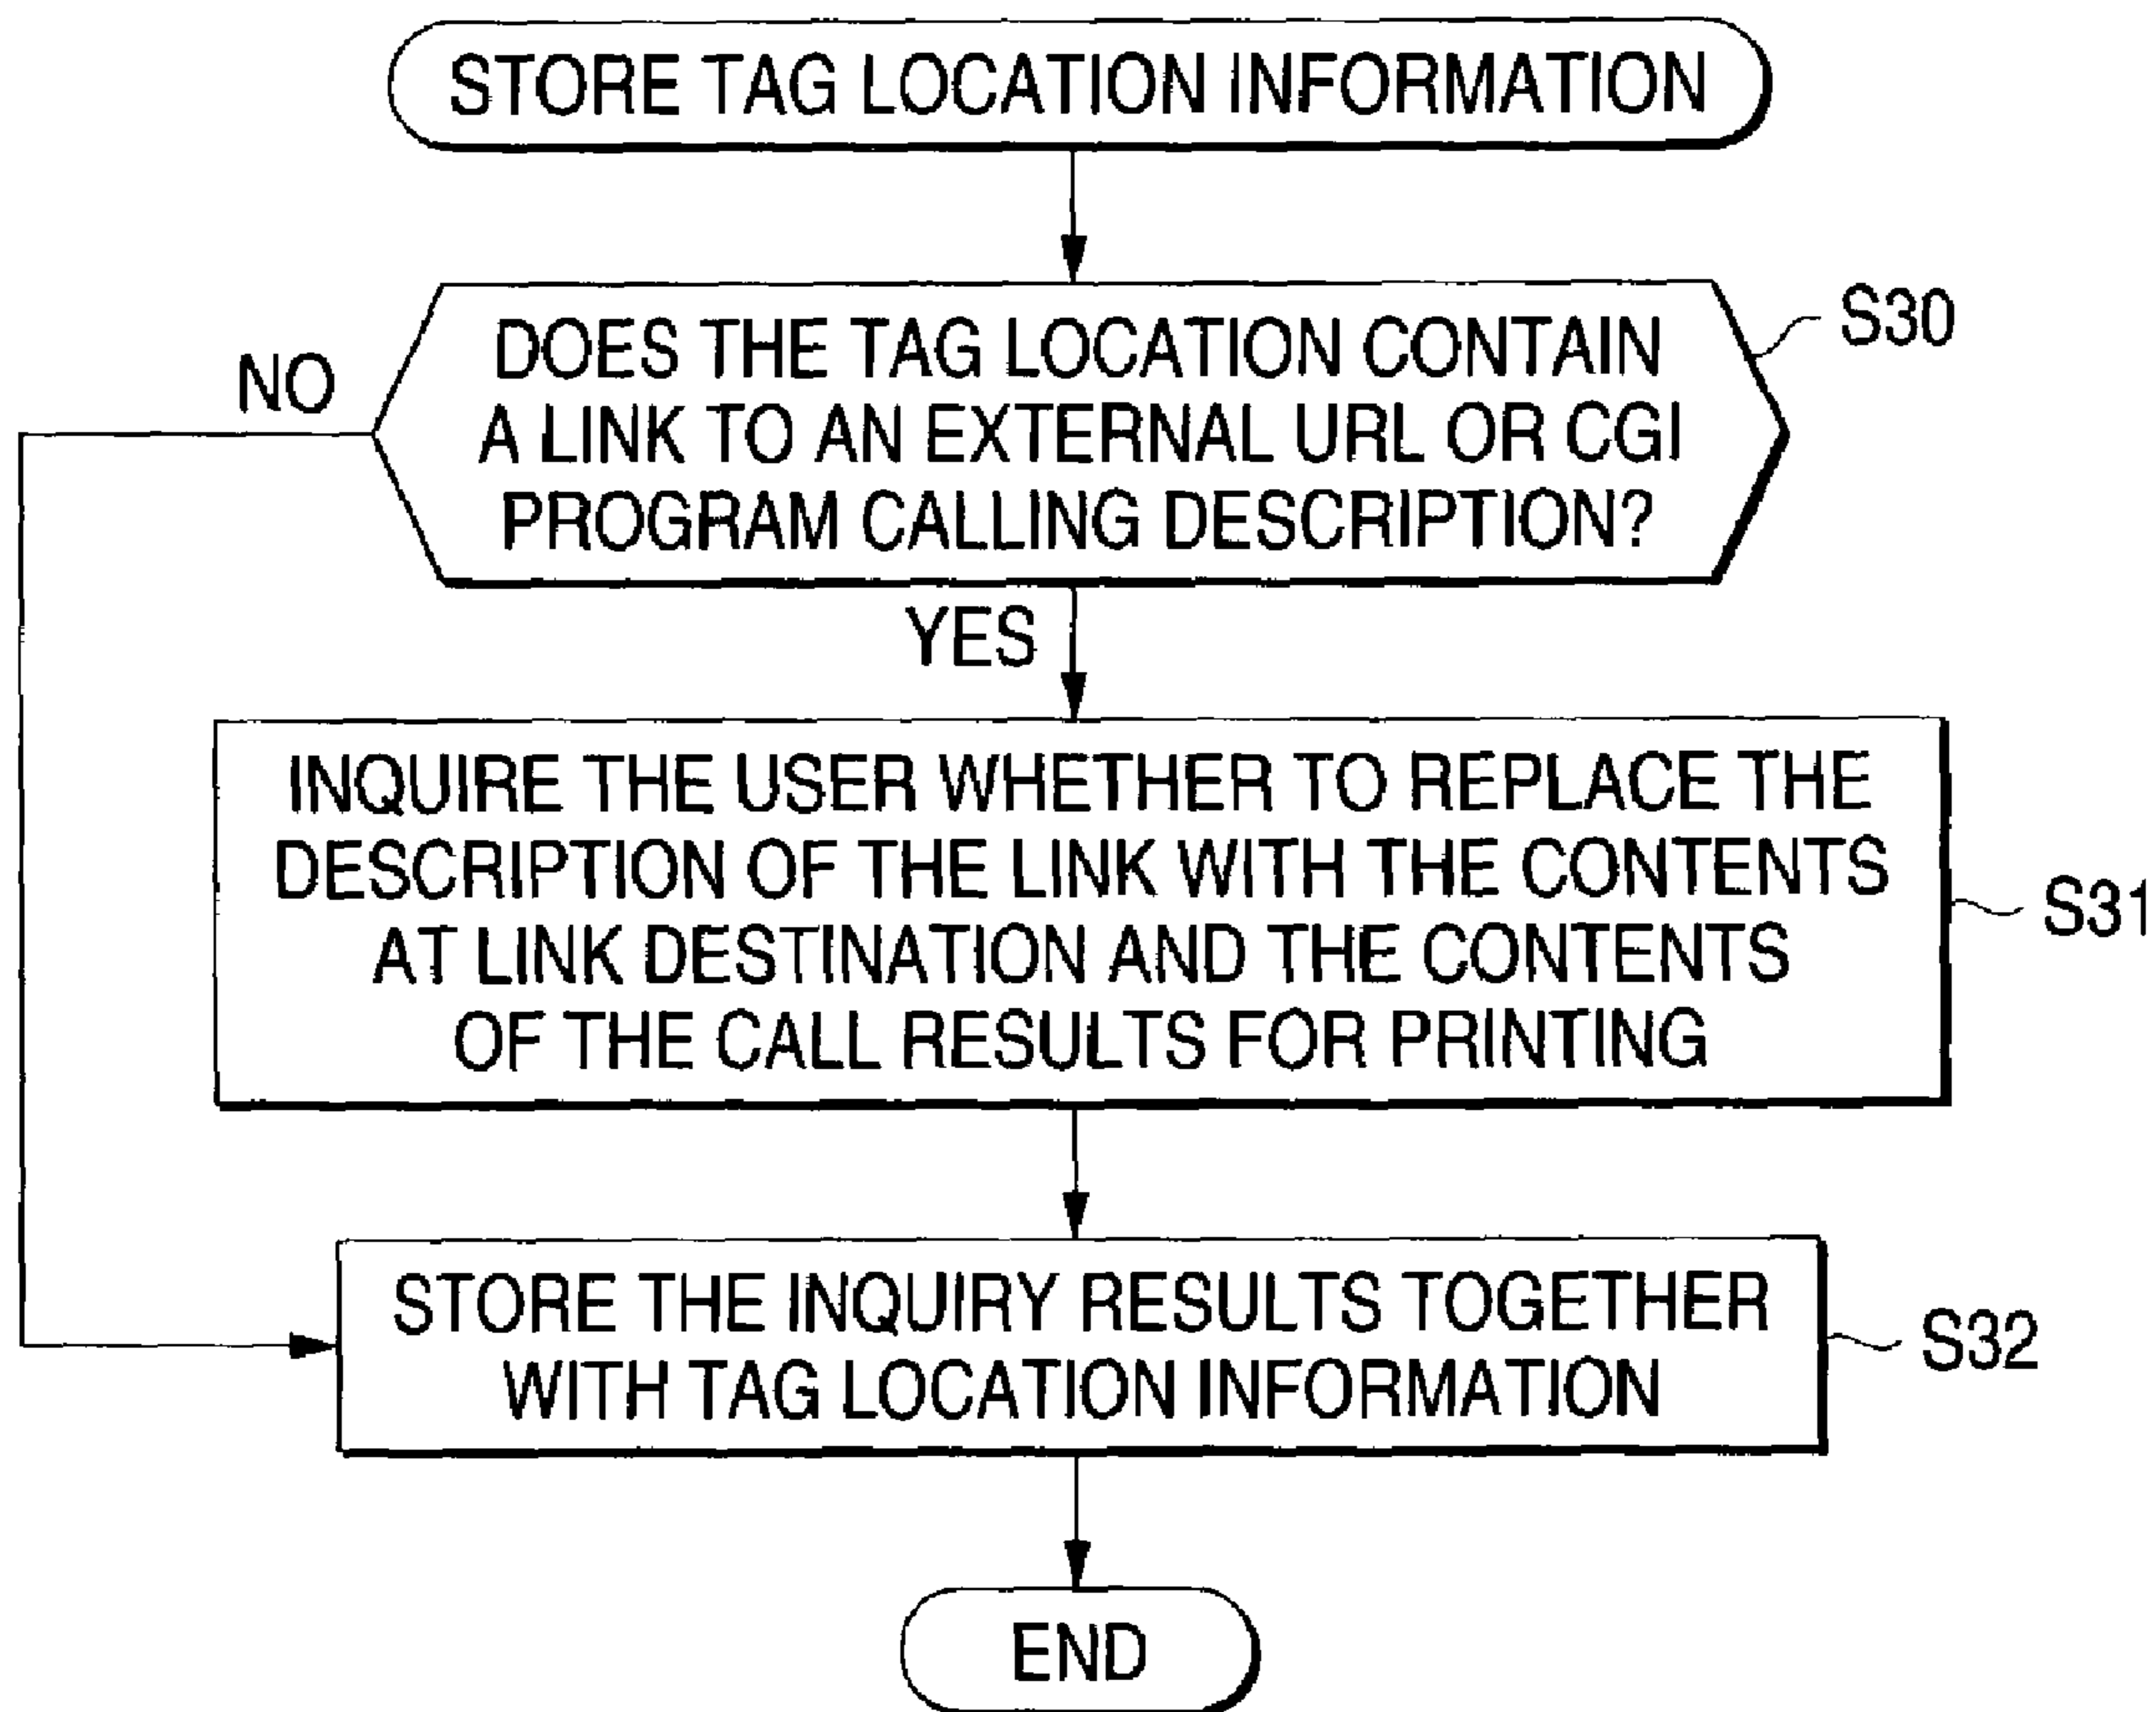 STORE TAG LOCATION INFORMATION
DOES THE TAG LOCATION CONTAIN
A LINK TO AN EXTERNAL URL OR CGI
PROGRAM CALLING DESCRIPTION?
S30
NO
YES
INQUIRE THE USER WHETHER TO REPLACE THE
DESCRIPTION OF THE LINK WITH THE CONTENTS
AT LINK DESTINATION AND THE CONTENTS
OF THE CALL RESULTS FOR PRINTING
S31
STORE THE INQUIRY RESULTS TOGETHER
WITH TAG LOCATION INFORMATION
S32
END